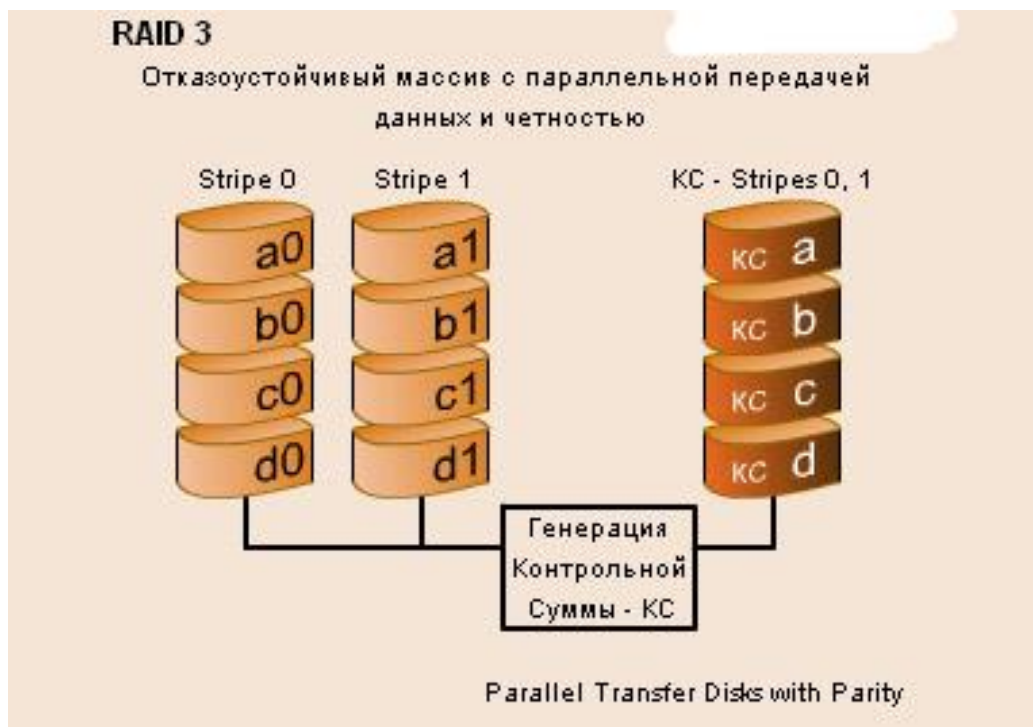 RAID 3
Отказоустойчивый массив с параллельной передачей
данных и четностью
Stripe 0 Stripe 1 КС - Stripes 0, 1
a0 a1 КС a
b0 b1 КС b
c0 c1 КС c
d0 d1 КС d
Генерация
Контрольной
Суммы - КС
Parallel Transfer Disks with Parity